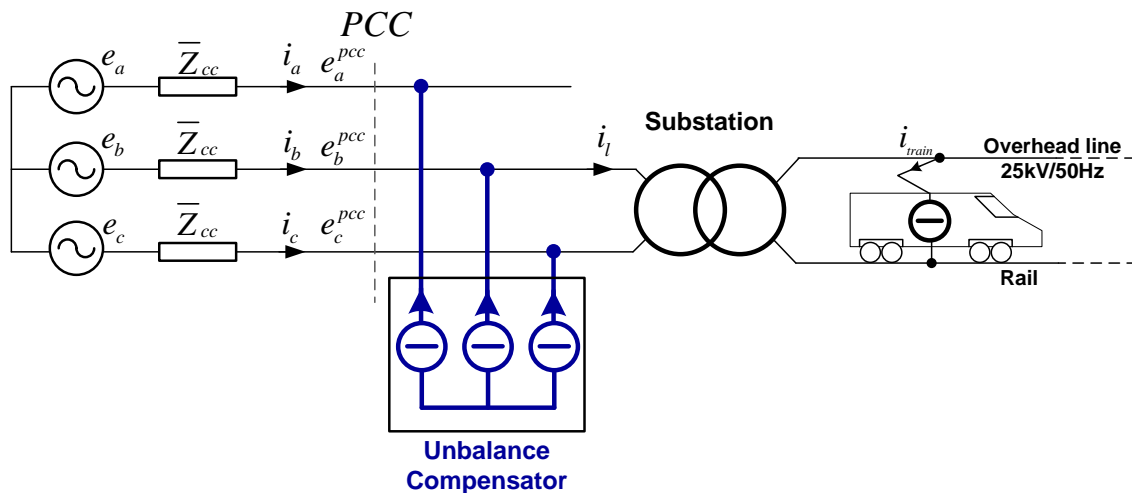 PCC
e_a Z̅_cc i_a e_a^pcc
e_b Z̅_cc i_b e_b^pcc i_l
e_c Z̅_cc i_c e_c^pcc
Substation
i_train
Overhead line
25kV/50Hz
Rail
Unbalance
Compensator